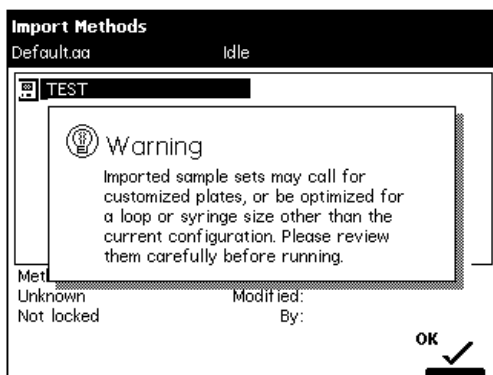 Import Methods
Default.aa Idle
TEST
Warning
Imported sample sets may call for
customized plates, or be optimized for
a loop or syringe size other than the
current configuration. Please review
them carefully before running.
Unknown Modified:
Not locked By:
OK